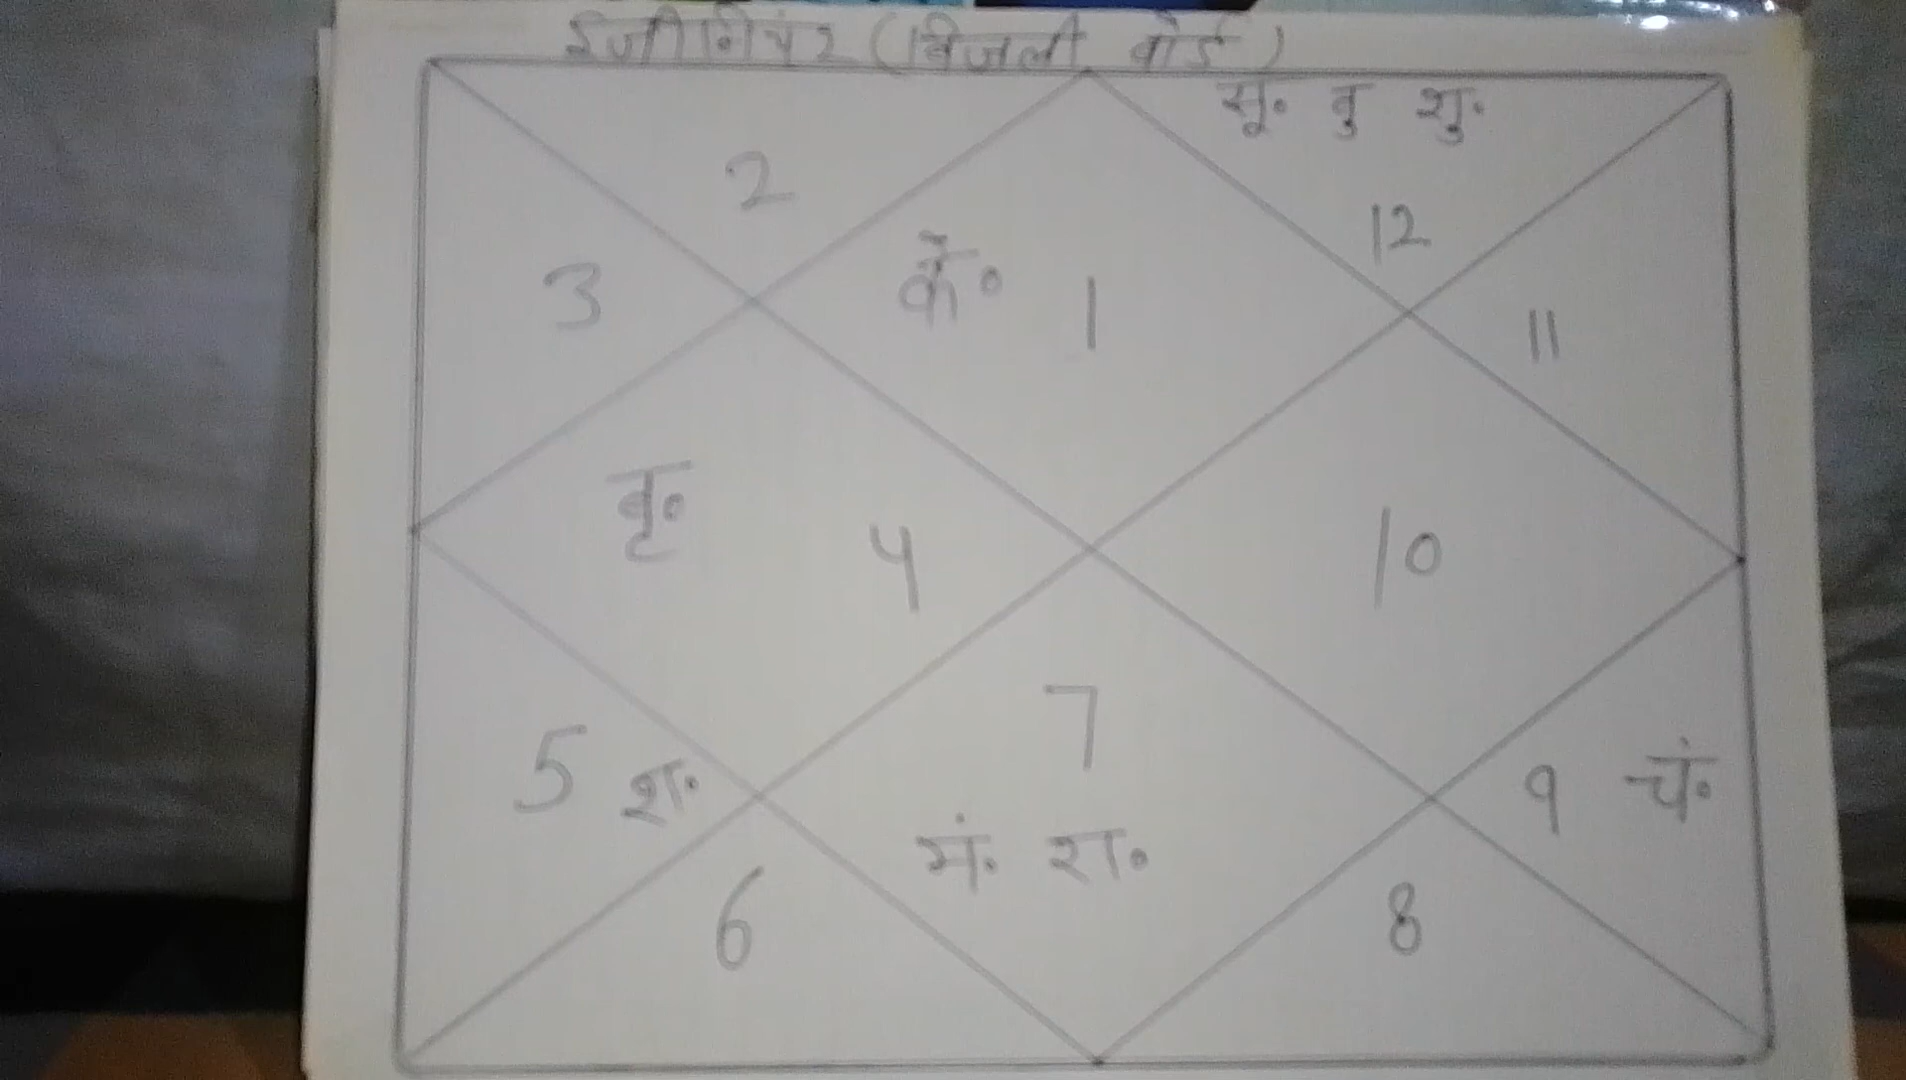 इंजीनियर (बिजली बोर्ड)
सू. बु शु.
2
12
3
के॰ 1
11
बृ॰
4
10
5 श.
7
9 चं.
मं. रा.
6
8